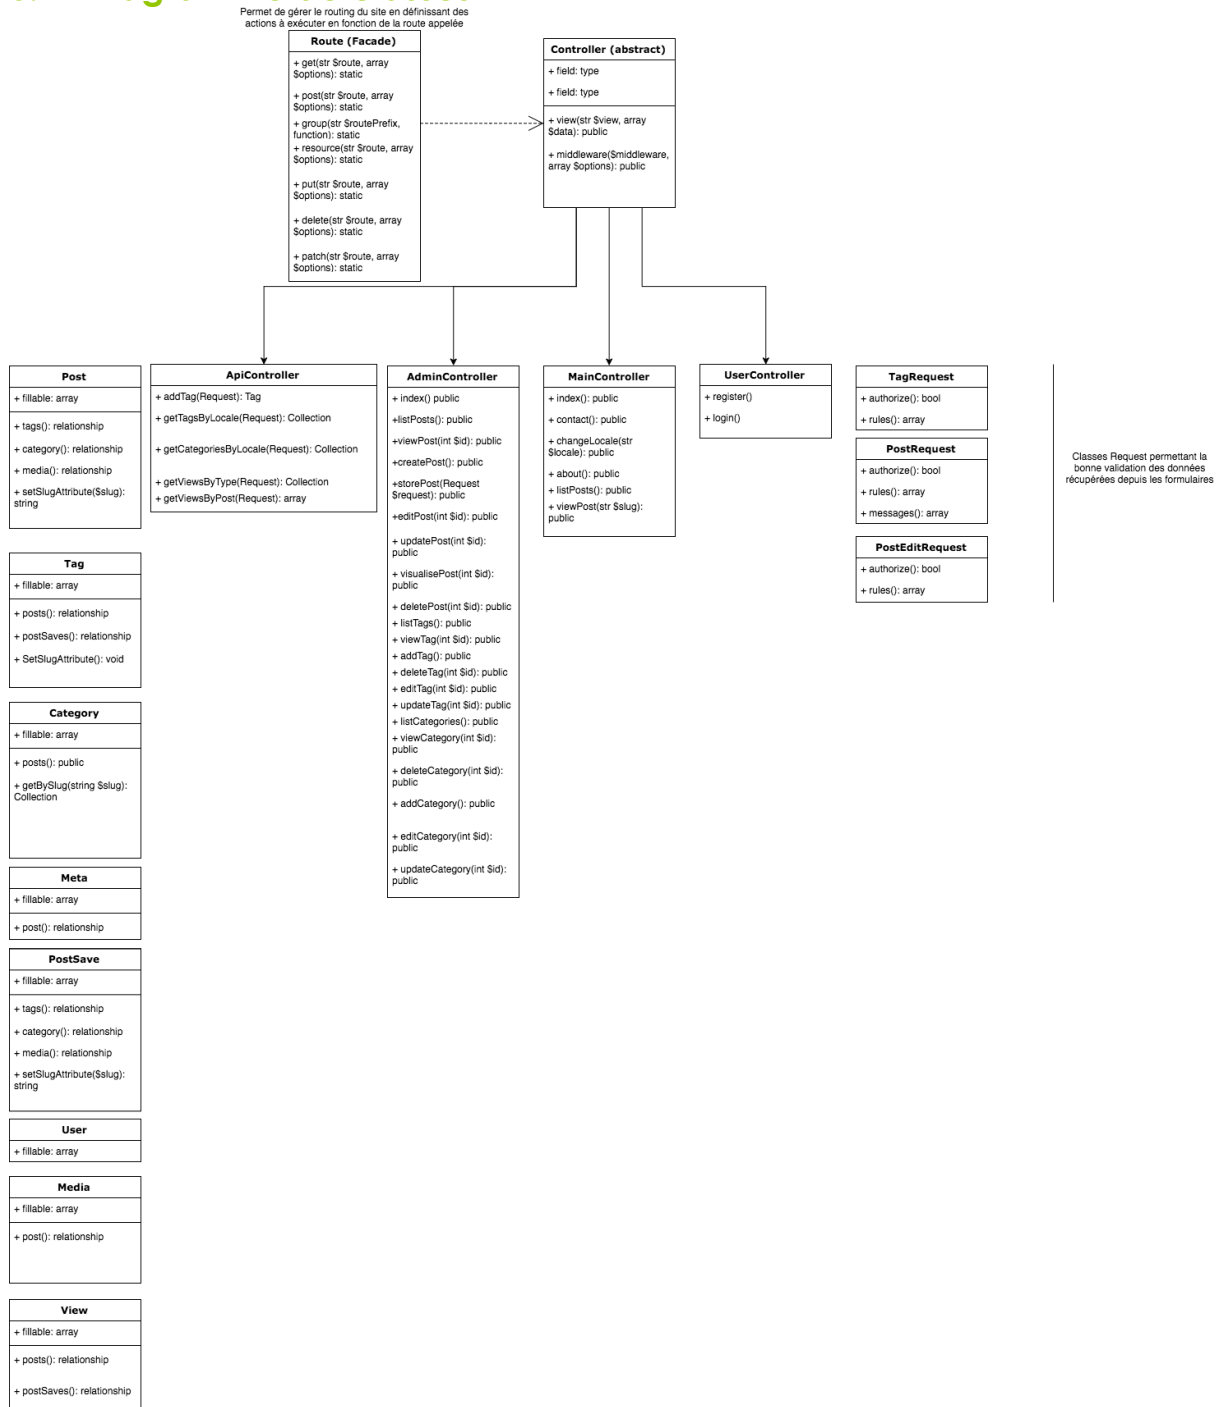 Permet de gérer le routing du site en définissant des
actions à exécuter en fonction de la route appelée
Route (Facade)
+ get(str $route, array
$options): static
+ post(str $route, array
$options): static
+ group(str $routePrefix,
function): static
+ resource(str $route, array
$options): static
+ put(str $route, array
$options): static
+ delete(str $route, array
$options): static
+ patch(str $route, array
$options): static
Controller (abstract)
+ field: type
+ field: type
+ view(str $view, array
$data): public
+ middleware($middleware,
array $options): public
Post
+ fillable: array
+ tags(): relationship
+ category(): relationship
+ media(): relationship
+ setSlugAttribute($slug):
string
ApiController
+ addTag(Request): Tag
+ getTagsByLocale(Request): Collection
+ getCategoriesByLocale(Request): Collection
+ getViewsByType(Request): Collection
+ getViewsByPost(Request): array
AdminController
+ index() public
+listPosts(): public
+viewPost(int $id): public
+createPost(): public
+storePost(Request
$request): public
+editPost(int $id): public
+ updatePost(int $id):
public
+ visualisePost(int $id):
public
+ deletePost(int $id): public
+ listTags(): public
+ viewTag(int $id): public
+ addTag(): public
+ deleteTag(int $id): public
+ editTag(int $id): public
+ updateTag(int $id): public
+ listCategories(): public
+ viewCategory(int $id):
public
+ deleteCategory(int $id):
public
+ addCategory(): public
+ editCategory(int $id):
public
+ updateCategory(int $id):
public
MainController
+ index(): public
+ contact(): public
+ changeLocale(str
$locale): public
+ about(): public
+ listPosts(): public
+ viewPost(str $slug):
public
UserController
+ register()
+ login()
TagRequest
+ authorize(): bool
+ rules(): array
PostRequest
+ authorize(): bool
+ rules(): array
+ messages(): array
PostEditRequest
+ authorize(): bool
+ rules(): array
Classes Request permettant la
bonne validation des données
récupérées depuis les formulaires
Tag
+ fillable: array
+ posts(): relationship
+ postSaves(): relationship
+ SetSlugAttribute(): void
Category
+ fillable: array
+ posts(): public
+ getBySlug(string $slug):
Collection
Meta
+ fillable: array
+ post(): relationship
PostSave
+ fillable: array
+ tags(): relationship
+ category(): relationship
+ media(): relationship
+ setSlugAttribute($slug):
string
User
+ fillable: array
Media
+ fillable: array
+ post(): relationship
View
+ fillable: array
+ posts(): relationship
+ postSaves(): relationship